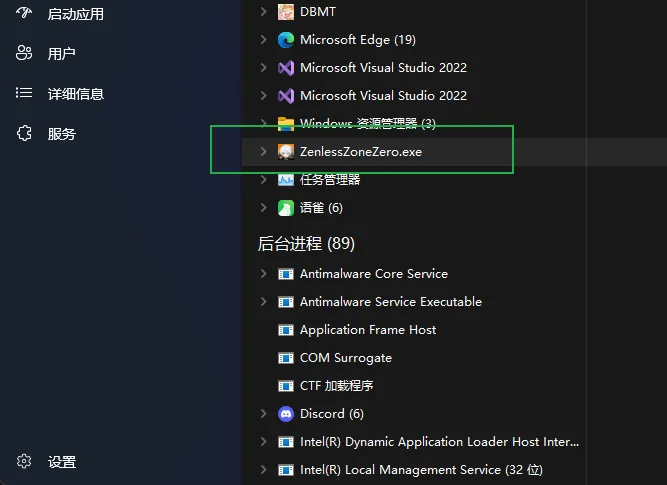 启动应用
用户
详细信息
服务
设置
DBMT
Microsoft Edge (19)
Microsoft Visual Studio 2022
Microsoft Visual Studio 2022
Windows 资源管理器 (3)
ZenlessZoneZero.exe
任务管理器
语雀 (6)
后台进程 (89)
Antimalware Core Service
Antimalware Service Executable
Application Frame Host
COM Surrogate
CTF 加载程序
Discord (6)
Intel(R) Dynamic Application Loader Host Inter...
Intel(R) Local Management Service (32 位)